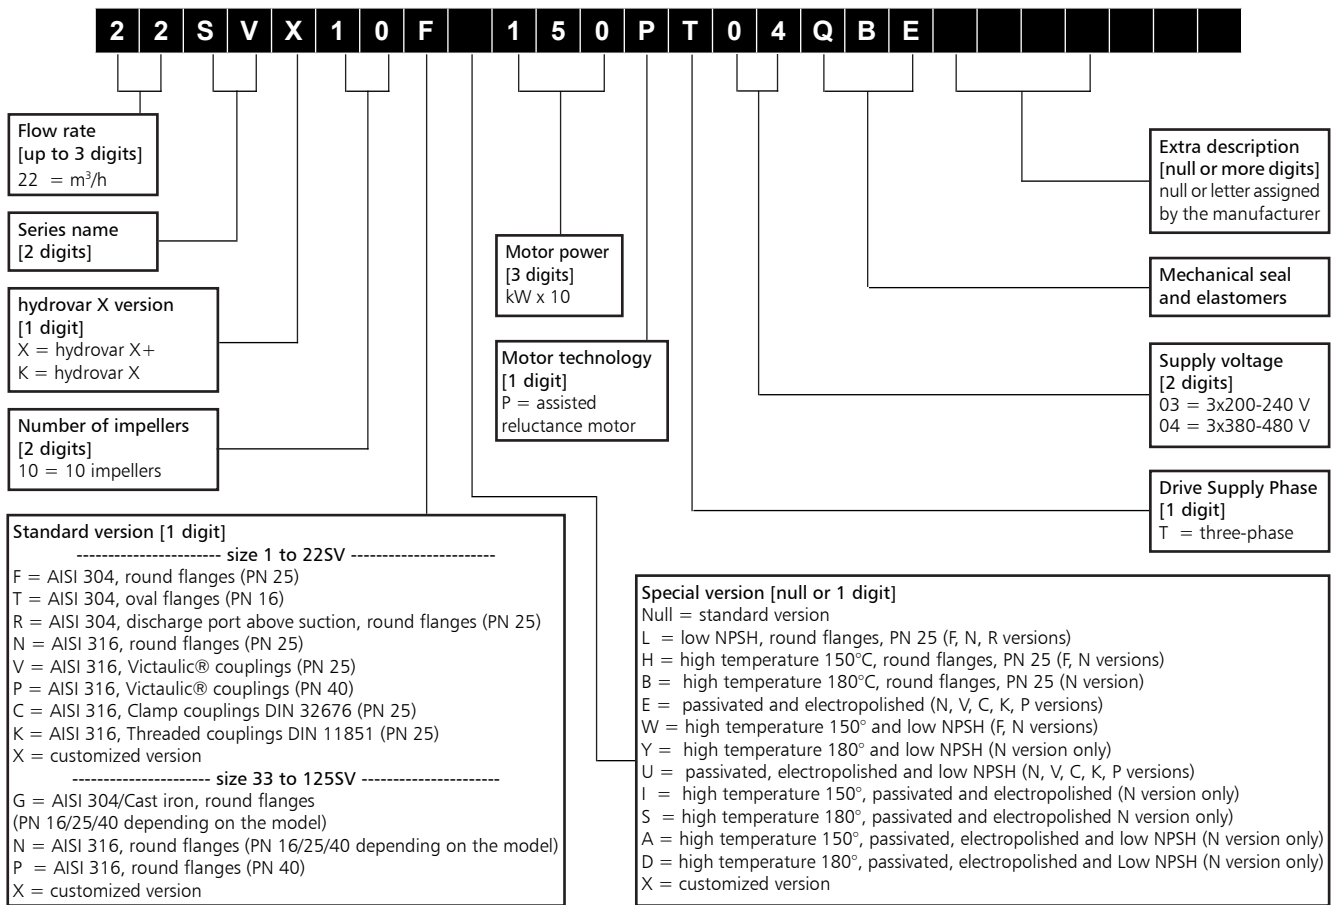 22SVX10F 150PT04QBE
Flow rate
[up to 3 digits]
22 = m³/h
Series name
[2 digits]
hydrovar X version
[1 digit]
X = hydrovar X+
K = hydrovar X
Number of impellers
[2 digits]
10 = 10 impellers
Standard version [1 digit]
----------------------- size 1 to 22SV -----------------------
F = AISI 304, round flanges (PN 25)
T = AISI 304, oval flanges (PN 16)
R = AISI 304, discharge port above suction, round flanges (PN 25)
N = AISI 316, round flanges (PN 25)
V = AISI 316, Victaulic® couplings (PN 25)
P = AISI 316, Victaulic® couplings (PN 40)
C = AISI 316, Clamp couplings DIN 32676 (PN 25)
K = AISI 316, Threaded couplings DIN 11851 (PN 25)
X = customized version
---------------------- size 33 to 125SV ----------------------
G = AISI 304/Cast iron, round flanges
(PN 16/25/40 depending on the model)
N = AISI 316, round flanges (PN 16/25/40 depending on the model)
P = AISI 316, round flanges (PN 40)
X = customized version
Motor power
[3 digits]
kW x 10
Motor technology
[1 digit]
P = assisted
reluctance motor
Extra description
[null or more digits]
null or letter assigned
by the manufacturer
Mechanical seal
and elastomers
Supply voltage
[2 digits]
03 = 3x200-240 V
04 = 3x380-480 V
Drive Supply Phase
[1 digit]
T = three-phase
Special version [null or 1 digit]
Null = standard version
L = low NPSH, round flanges, PN 25 (F, N, R versions)
H = high temperature 150°C, round flanges, PN 25 (F, N versions)
B = high temperature 180°C, round flanges, PN 25 (N version)
E = passivated and electropolished (N, V, C, K, P versions)
W = high temperature 150° and low NPSH (F, N versions)
Y = high temperature 180° and low NPSH (N version only)
U = passivated, electropolished and low NPSH (N, V, C, K, P versions)
I = high temperature 150°, passivated and electropolished (N version only)
S = high temperature 180°, passivated and electropolished N version only)
A = high temperature 150°, passivated, electropolished and low NPSH (N version only)
D = high temperature 180°, passivated, electropolished and Low NPSH (N version only)
X = customized version